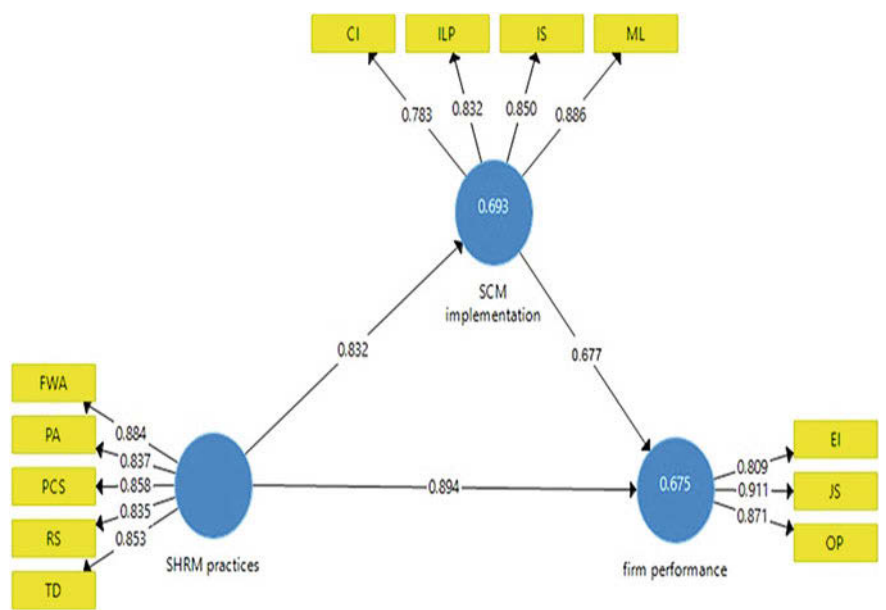 CI
ILP
IS
ML
0.783
0.832
0.850
0.886
0.693
SCM
implementation
0.832
0.677
FWA
PA
PCS
RS
TD
0.884
0.837
0.858
0.835
0.853
SHRM practices
0.894
0.675
firm performance
0.809
0.911
0.871
EI
JS
OP